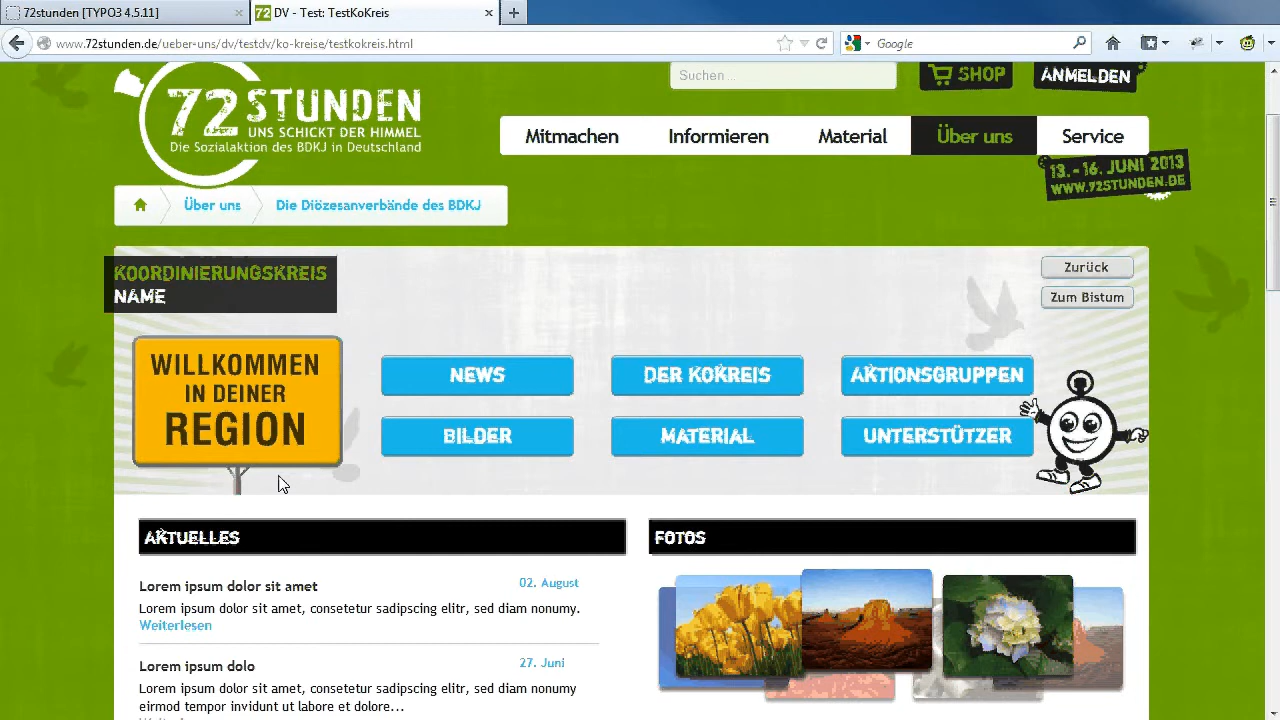 72stunden [TYPO3 4.5.11]
72 DV - Test: TestKoKreis
www.72stunden.de/ueber-uns/dv/testdv/ko-kreise/testkokreis.html
Google
Suchen ...
SHOP
ANMELDEN
72 STUNDEN
UNS SCHICKT DER HIMMEL
Die Sozialaktion des BDKJ in Deutschland
Mitmachen
Informieren
Material
Über uns
Service
13.-16. JUNI 2013
WWW.72STUNDEN.DE
Über uns
Die Diözesanverbände des BDKJ
KOORDINIERUNGSKREIS
NAME
Zurück
Zum Bistum
WILLKOMMEN
IN DEINER
REGION
NEWS
DER KOKREIS
AKTIONSGRUPPEN
BILDER
MATERIAL
UNTERSTÜTZER
AKTUELLES
Lorem ipsum dolor sit amet
02. August
Lorem ipsum dolor sit amet, consetetur sadipscing elitr, sed diam nonumy.
Weiterlesen
Lorem ipsum dolo
27. Juni
Lorem ipsum dolor sit amet, consetetur sadipscing elitr, sed diam nonumy
eirmod tempor invidunt ut labore et dolore...
FOTOS